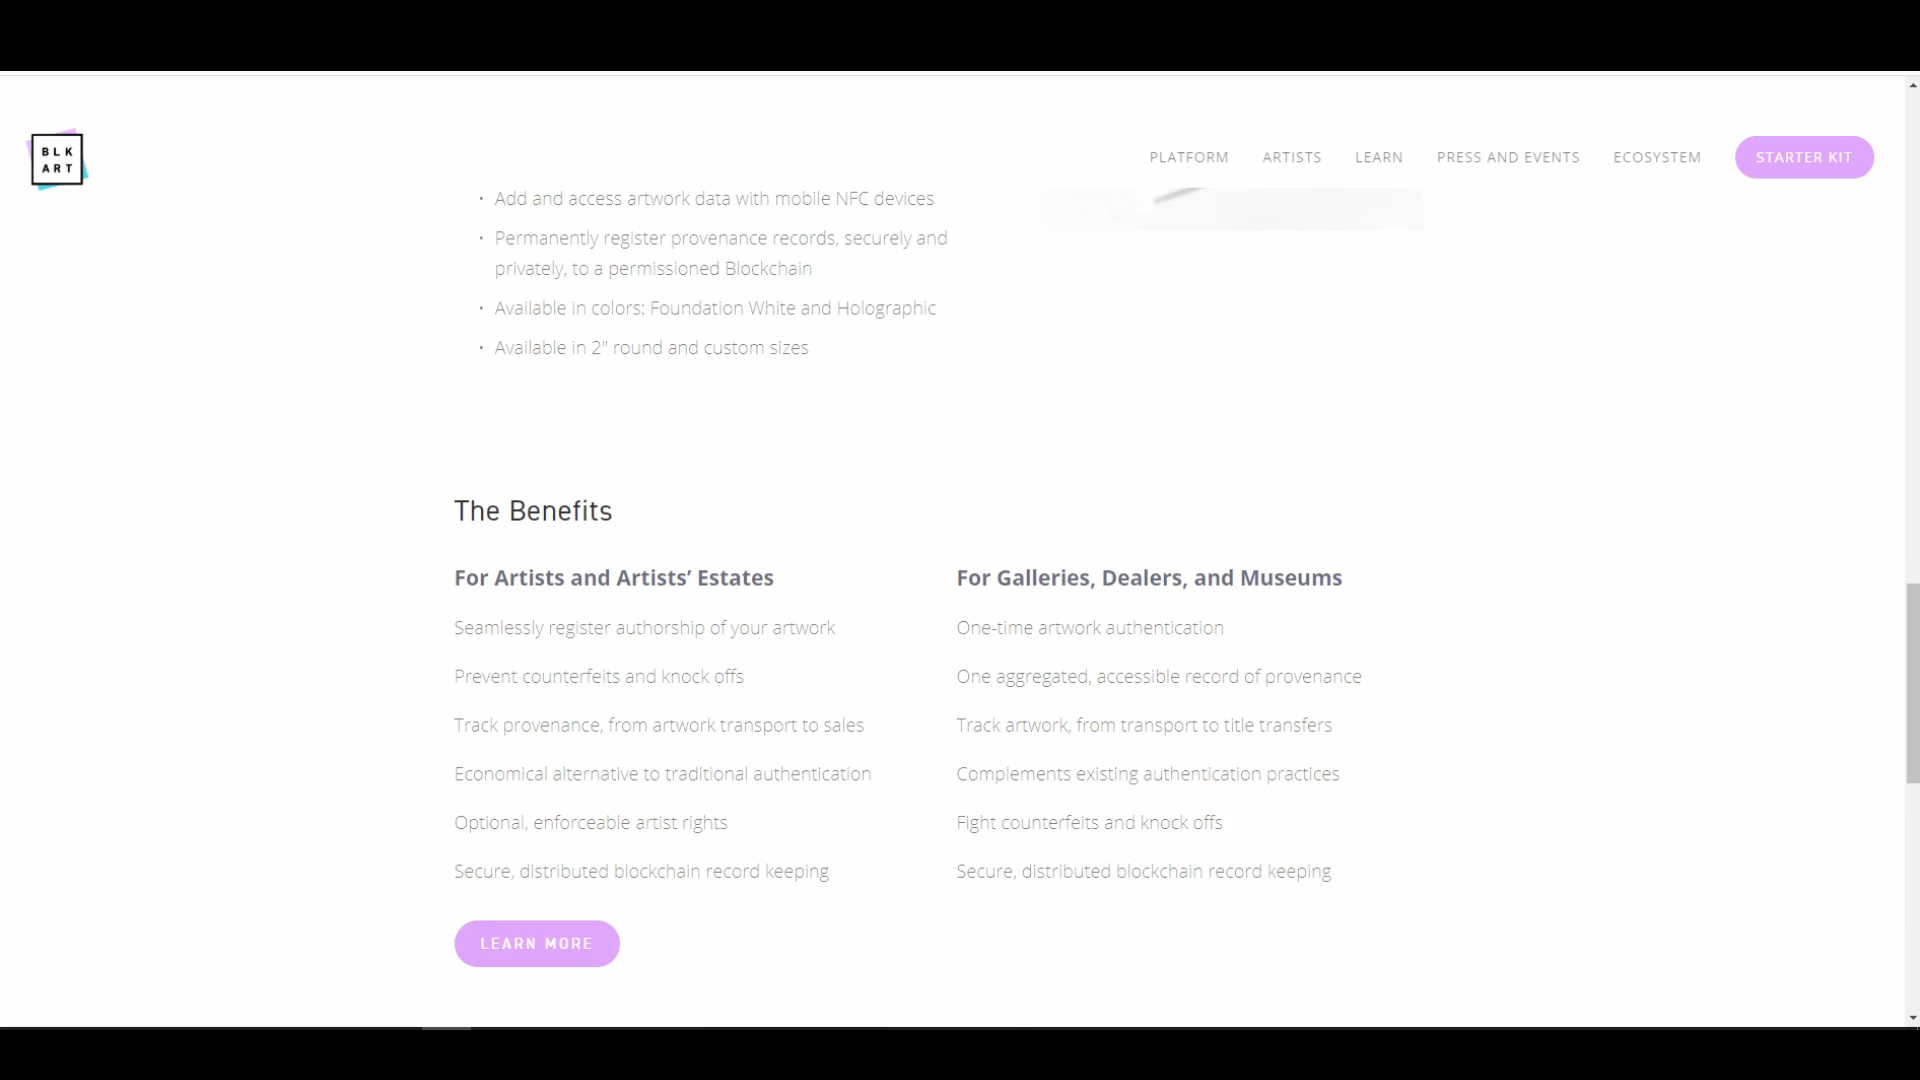 BLK
ART
PLATFORM
ARTISTS
LEARN
PRESS AND EVENTS
ECOSYSTEM
STARTER KIT
• Add and access artwork data with mobile NFC devices
• Permanently register provenance records, securely and
privately, to a permissioned Blockchain
• Available in colors: Foundation White and Holographic
• Available in 2" round and custom sizes
The Benefits
For Artists and Artists’ Estates
Seamlessly register authorship of your artwork
Prevent counterfeits and knock offs
Track provenance, from artwork transport to sales
Economical alternative to traditional authentication
Optional, enforceable artist rights
Secure, distributed blockchain record keeping
For Galleries, Dealers, and Museums
One-time artwork authentication
One aggregated, accessible record of provenance
Track artwork, from transport to title transfers
Complements existing authentication practices
Fight counterfeits and knock offs
Secure, distributed blockchain record keeping
LEARN MORE